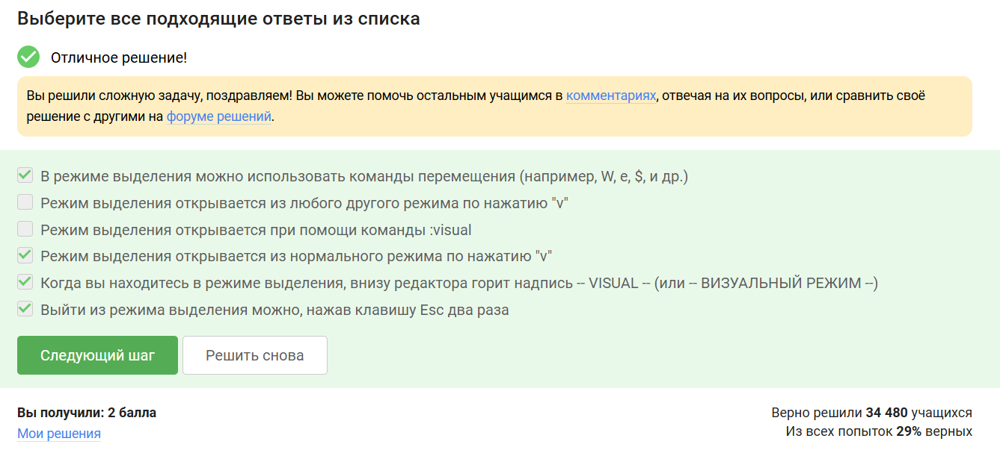 Выберите все подходящие ответы из списка
Отличное решение!
Вы решили сложную задачу, поздравляем! Вы можете помочь остальным учащимся в комментариях, отвечая на их вопросы, или сравнить своё
решение с другими на форуме решений.
В режиме выделения можно использовать команды перемещения (например, W, e, $, и др.)
Режим выделения открывается из любого другого режима по нажатию "v"
Режим выделения открывается при помощи команды :visual
Режим выделения открывается из нормального режима по нажатию "v"
Когда вы находитесь в режиме выделения, внизу редактора горит надпись -- VISUAL -- (или -- ВИЗУАЛЬНЫЙ РЕЖИМ --)
Выйти из режима выделения можно, нажав клавишу Esc два раза
Следующий шаг Решить снова
Вы получили: 2 балла Верно решили 34 480 учащихся
Мои решения Из всех попыток 29% верных